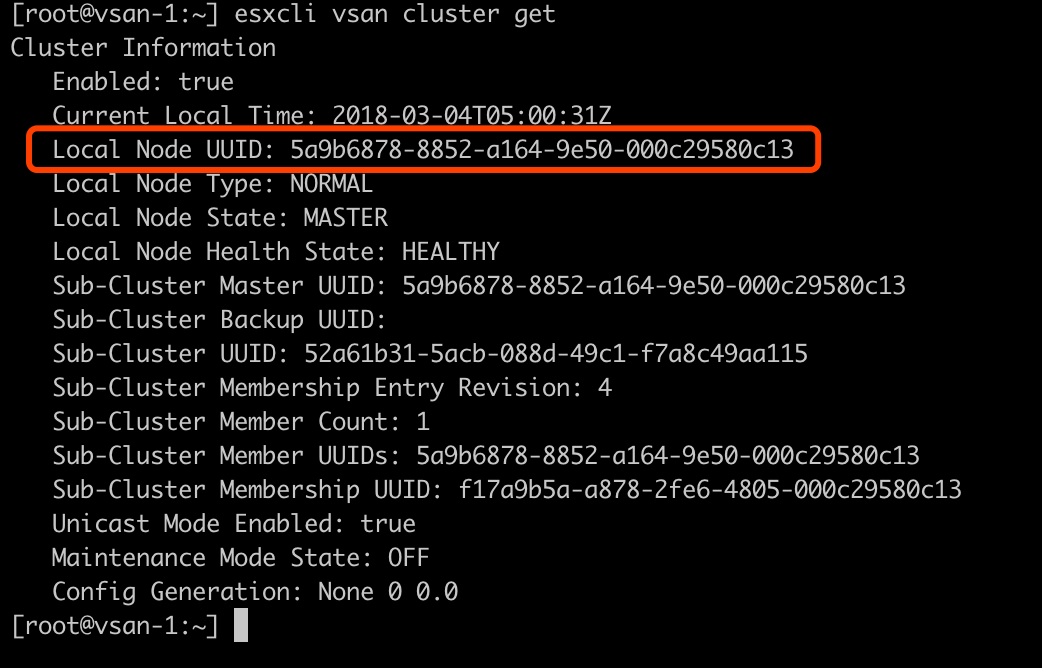 [root@vsan-1:~] esxcli vsan cluster get
Cluster Information
   Enabled: true
   Current Local Time: 2018-03-04T05:00:31Z
   Local Node UUID: 5a9b6878-8852-a164-9e50-000c29580c13
   Local Node Type: NORMAL
   Local Node State: MASTER
   Local Node Health State: HEALTHY
   Sub-Cluster Master UUID: 5a9b6878-8852-a164-9e50-000c29580c13
   Sub-Cluster Backup UUID:
   Sub-Cluster UUID: 52a61b31-5acb-088d-49c1-f7a8c49aa115
   Sub-Cluster Membership Entry Revision: 4
   Sub-Cluster Member Count: 1
   Sub-Cluster Member UUIDs: 5a9b6878-8852-a164-9e50-000c29580c13
   Sub-Cluster Membership UUID: f17a9b5a-a878-2fe6-4805-000c29580c13
   Unicast Mode Enabled: true
   Maintenance Mode State: OFF
   Config Generation: None 0 0.0
[root@vsan-1:~]